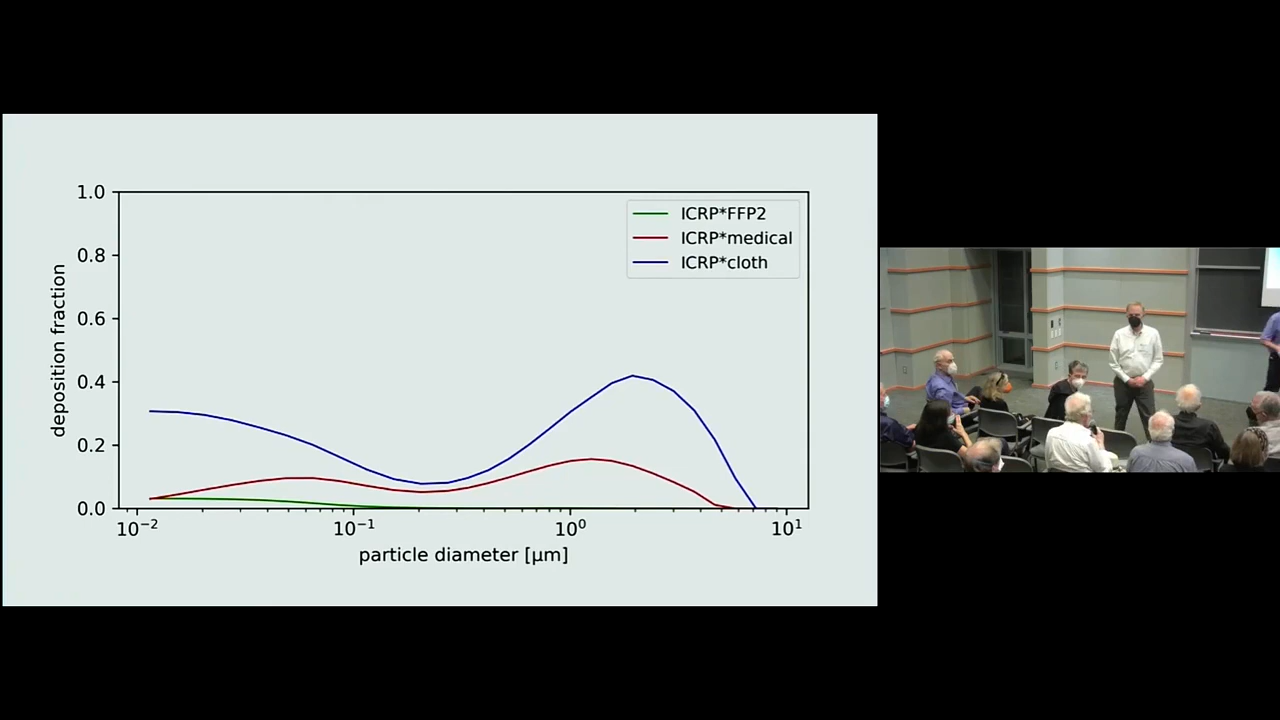 1.0
0.8
0.6
0.4
0.2
0.0
deposition fraction
ICRP*FFP2
ICRP*medical
ICRP*cloth
10⁻² 10⁻¹ 10⁰ 10¹
particle diameter [μm]